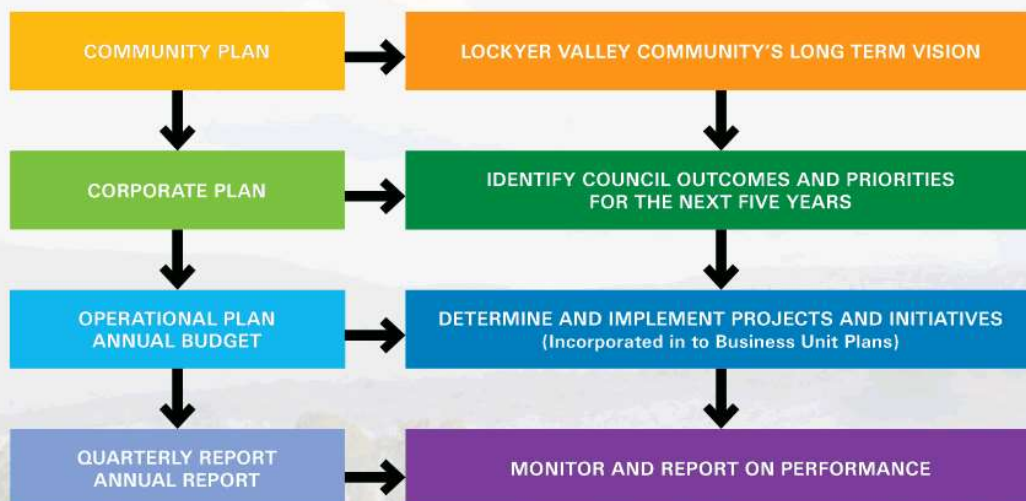 COMMUNITY PLAN
LOCKYER VALLEY COMMUNITY'S LONG TERM VISION
CORPORATE PLAN
IDENTIFY COUNCIL OUTCOMES AND PRIORITIES
FOR THE NEXT FIVE YEARS
OPERATIONAL PLAN
ANNUAL BUDGET
DETERMINE AND IMPLEMENT PROJECTS AND INITIATIVES
(Incorporated in to Business Unit Plans)
QUARTERLY REPORT
ANNUAL REPORT
MONITOR AND REPORT ON PERFORMANCE